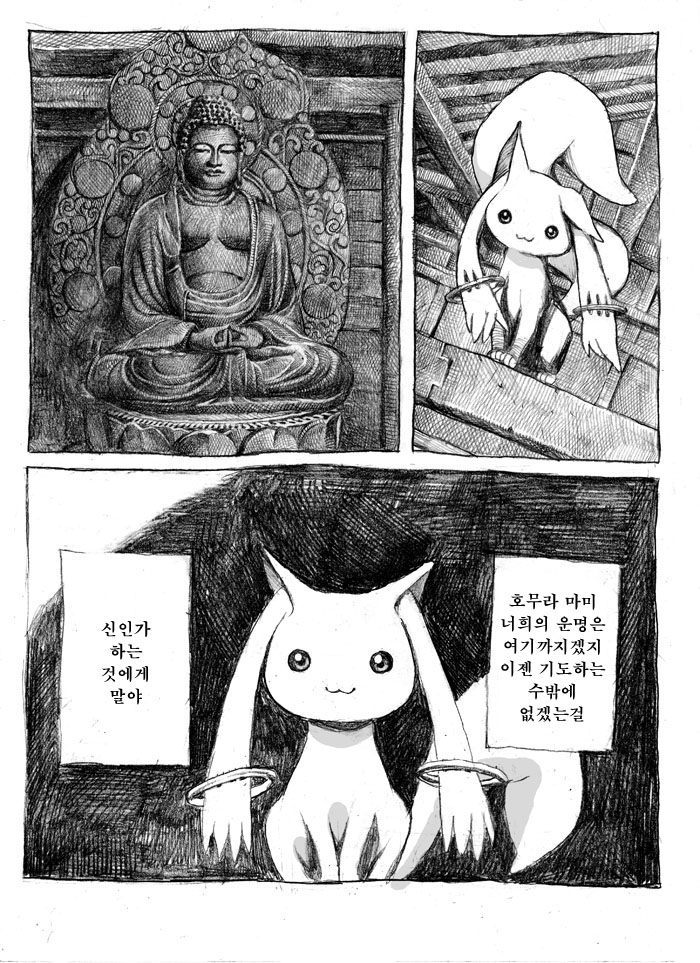 호무라 마미
너희의 운명은
여기까지겠지
이젠 기도하는
수밖에
없겠는걸
신인가
하는
것에게
말야